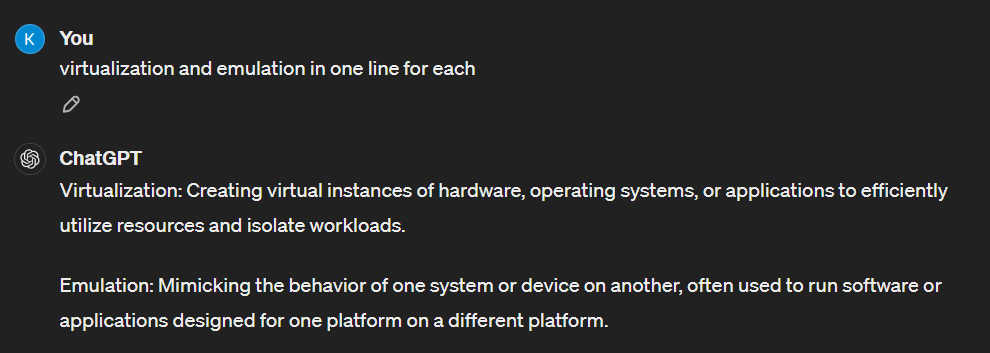 K
You
virtualization and emulation in one line for each
ChatGPT
Virtualization: Creating virtual instances of hardware, operating systems, or applications to efficiently
utilize resources and isolate workloads.
Emulation: Mimicking the behavior of one system or device on another, often used to run software or
applications designed for one platform on a different platform.